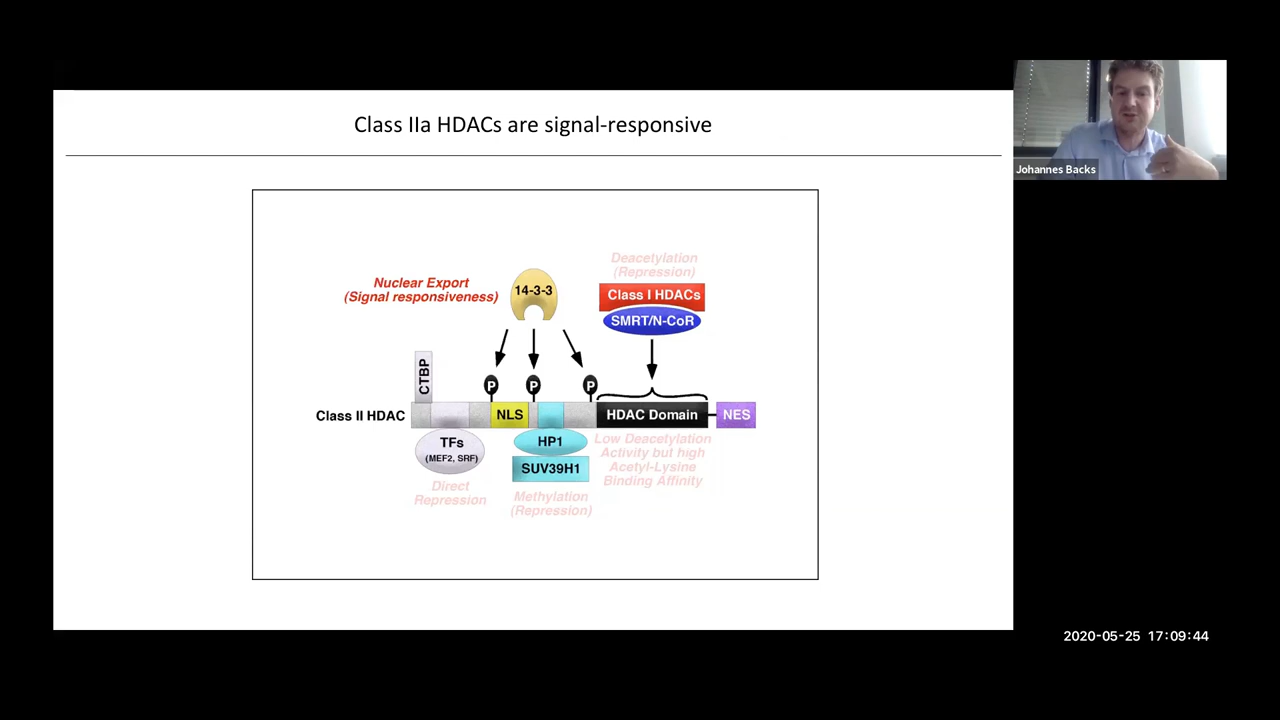 Class IIa HDACs are signal-responsive
Johannes Backs
Deacetylation
(Repression)
Nuclear Export
(Signal responsiveness)
14-3-3
Class I HDACs
SMRT/N-CoR
CTBP
P
P
P
Class II HDAC
NLS
HDAC Domain
NES
TFs
(MEF2, SRF)
HP1
SUV39H1
Low Deacetylation
Activity but high
Acetyl-Lysine
Binding Affinity
Direct
Repression
Methylation
(Repression)
2020-05-25 17:09:44